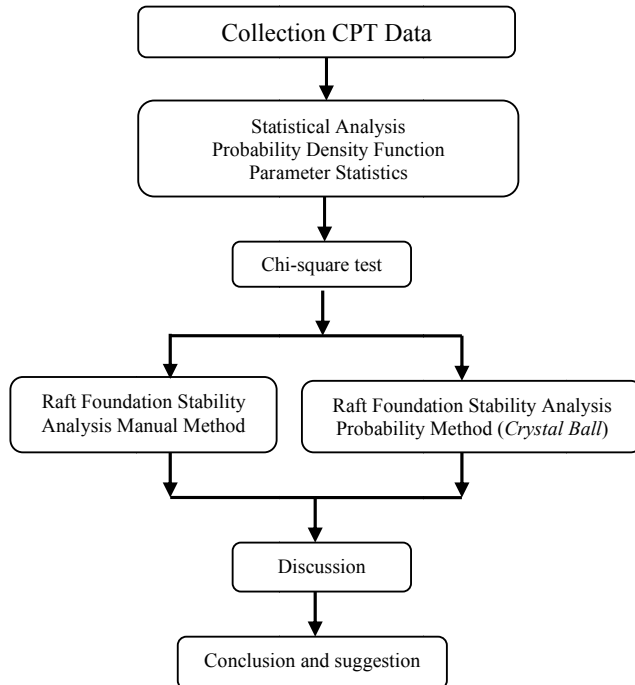 Collection CPT Data
Statistical Analysis
Probability Density Function
Parameter Statistics
Chi-square test
Raft Foundation Stability
Analysis Manual Method
Raft Foundation Stability Analysis
Probability Method (Crystal Ball)
Discussion
Conclusion and suggestion